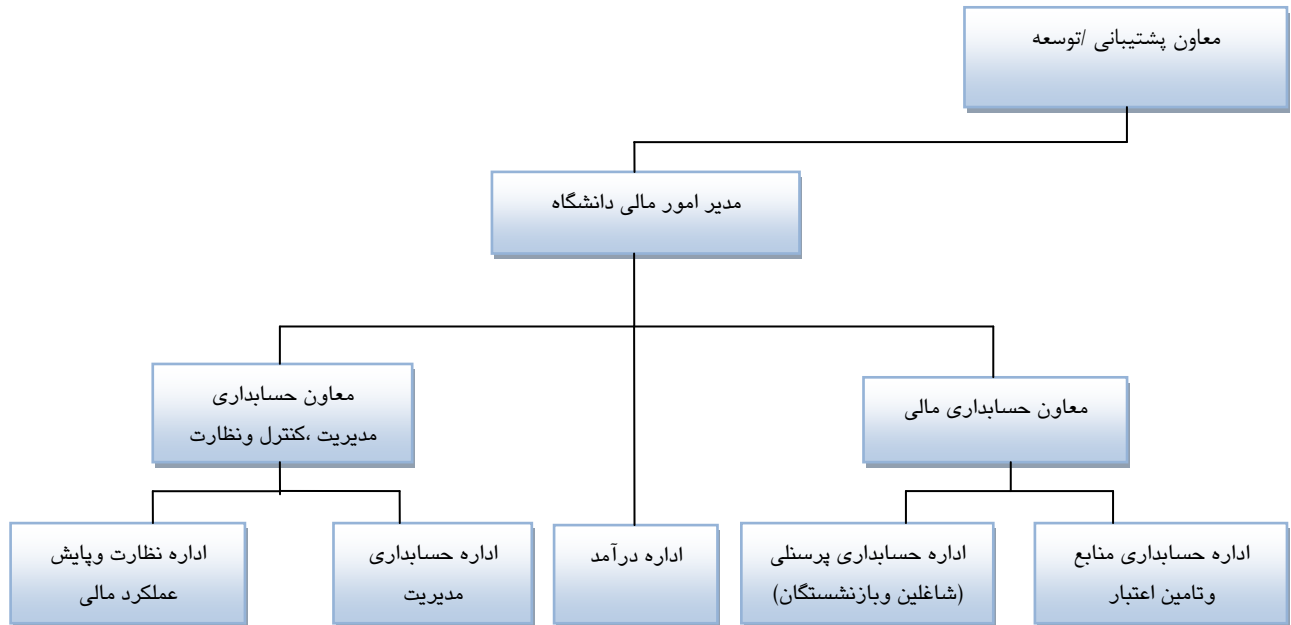 معاون پشتیبانی /توسعه
مدیر امور مالی دانشگاه
معاون حسابداری مالی
معاون حسابداری
مدیریت ،کنترل ونظارت
اداره حسابداری منابع
وتامین اعتبار
اداره حسابداری پرسنلی
(شاغلین وبازنشستگان)
اداره درآمد
اداره حسابداری
مدیریت
اداره نظارت وپایش
عملکرد مالی